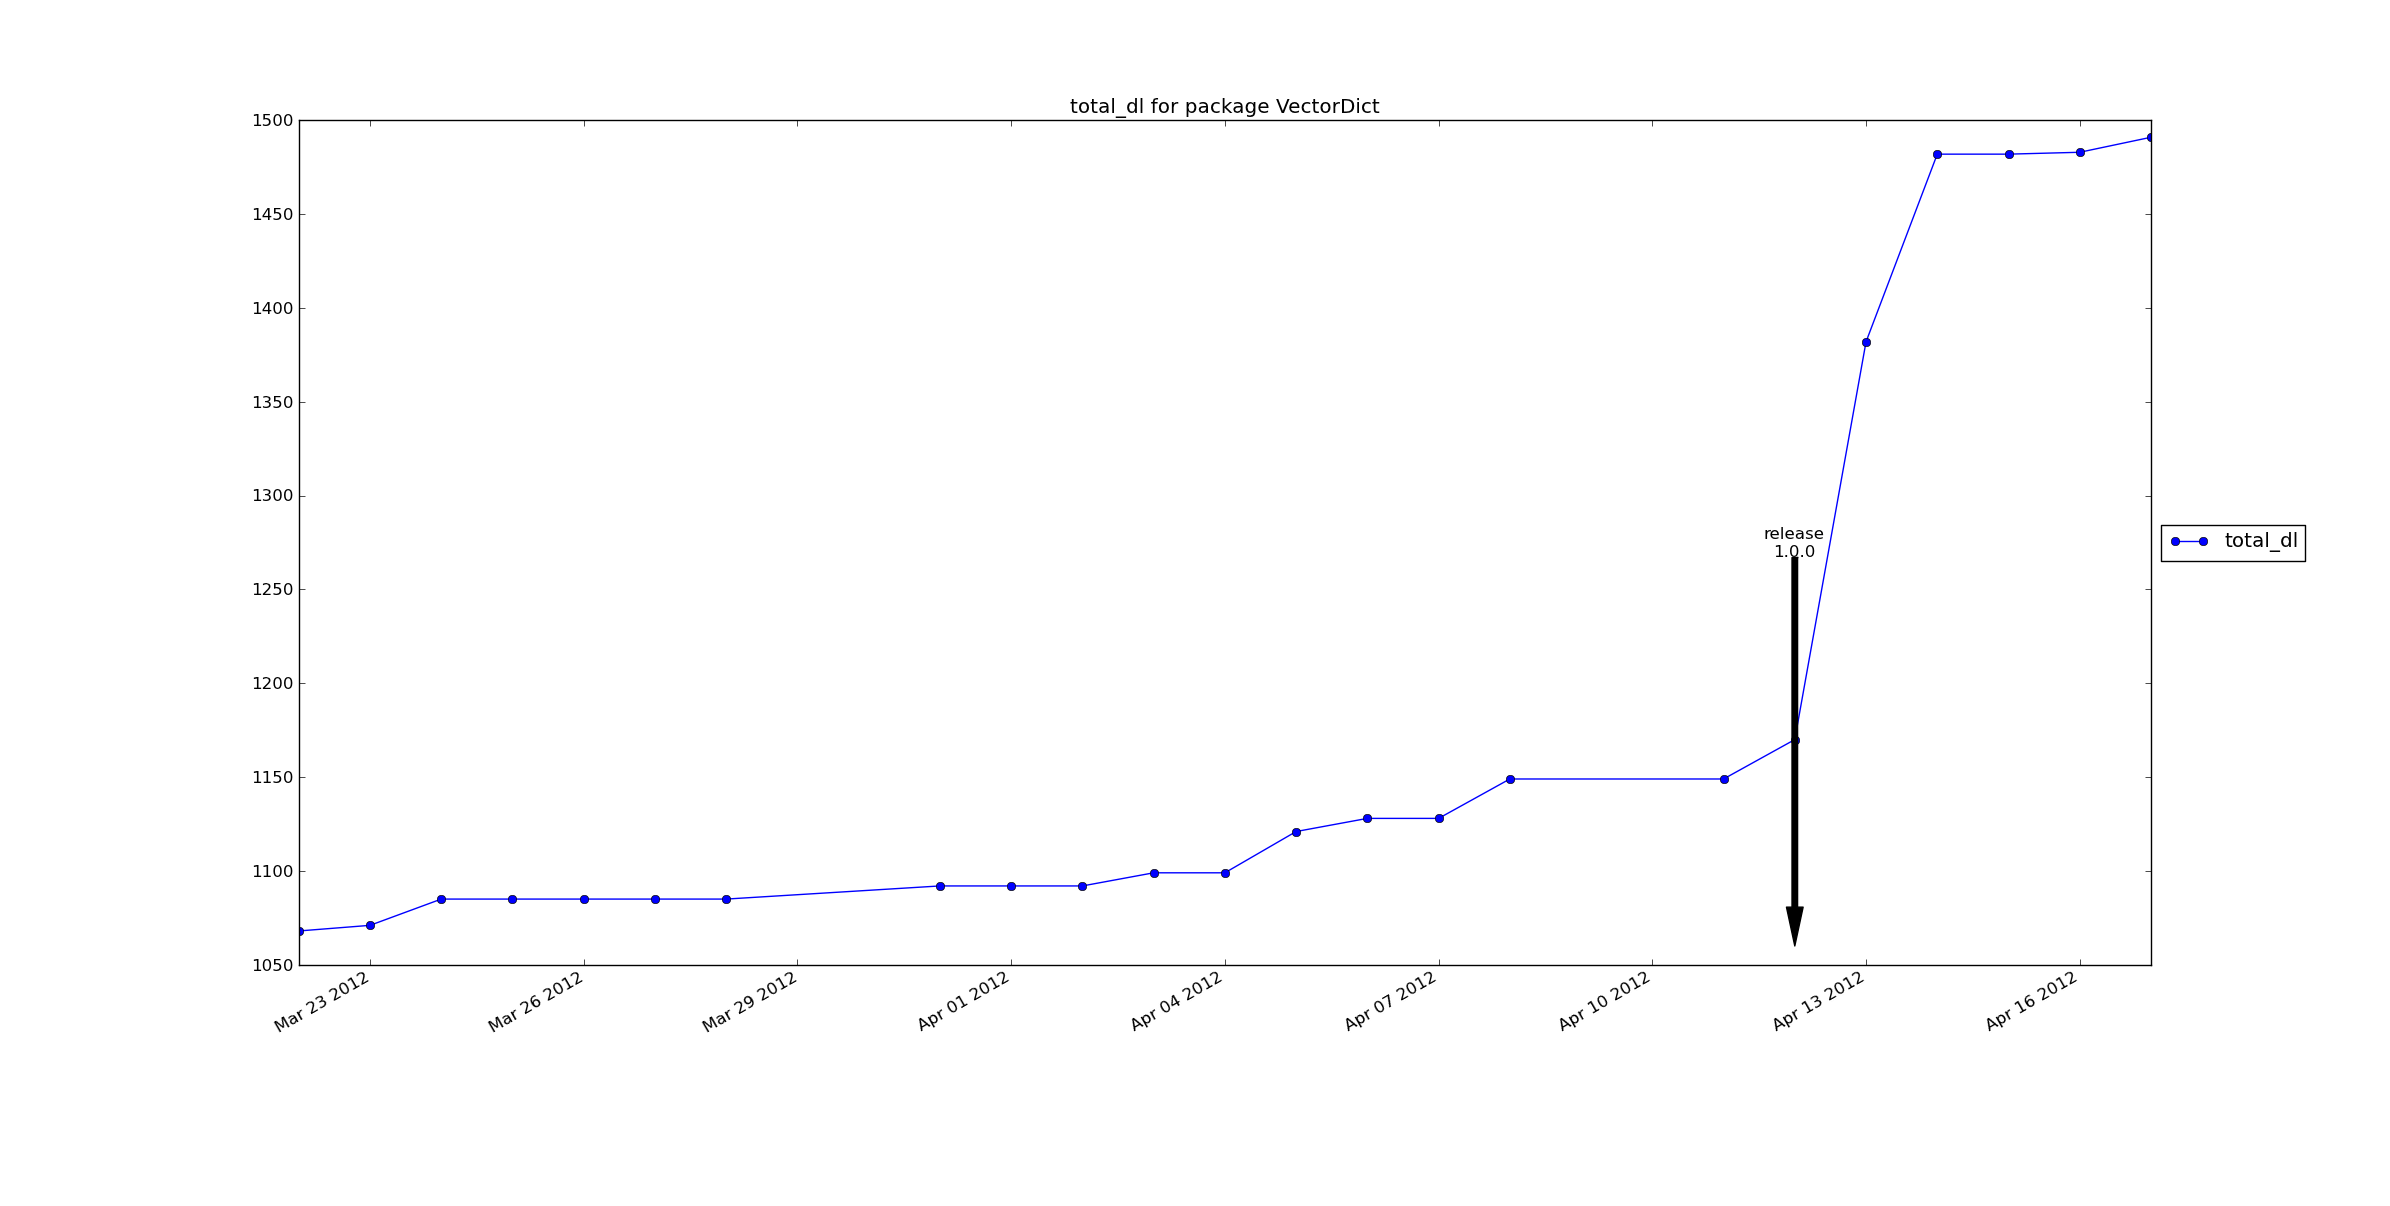 total_dl for package VectorDict
1500
1450
1400
1350
1300
1250
1200
1150
1100
1050
release
1.0.0
total_dl
Mar 23 2012
Mar 26 2012
Mar 29 2012
Apr 01 2012
Apr 04 2012
Apr 07 2012
Apr 10 2012
Apr 13 2012
Apr 16 2012